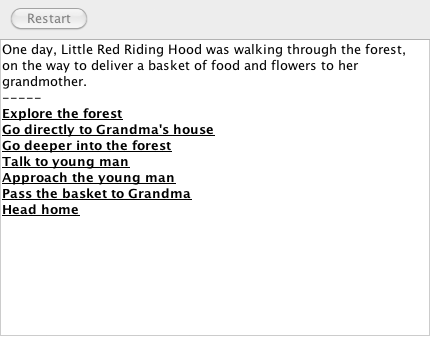 Restart
One day, Little Red Riding Hood was walking through the forest,
on the way to deliver a basket of food and flowers to her
grandmother.
-----
Explore the forest
Go directly to Grandma's house
Go deeper into the forest
Talk to young man
Approach the young man
Pass the basket to Grandma
Head home